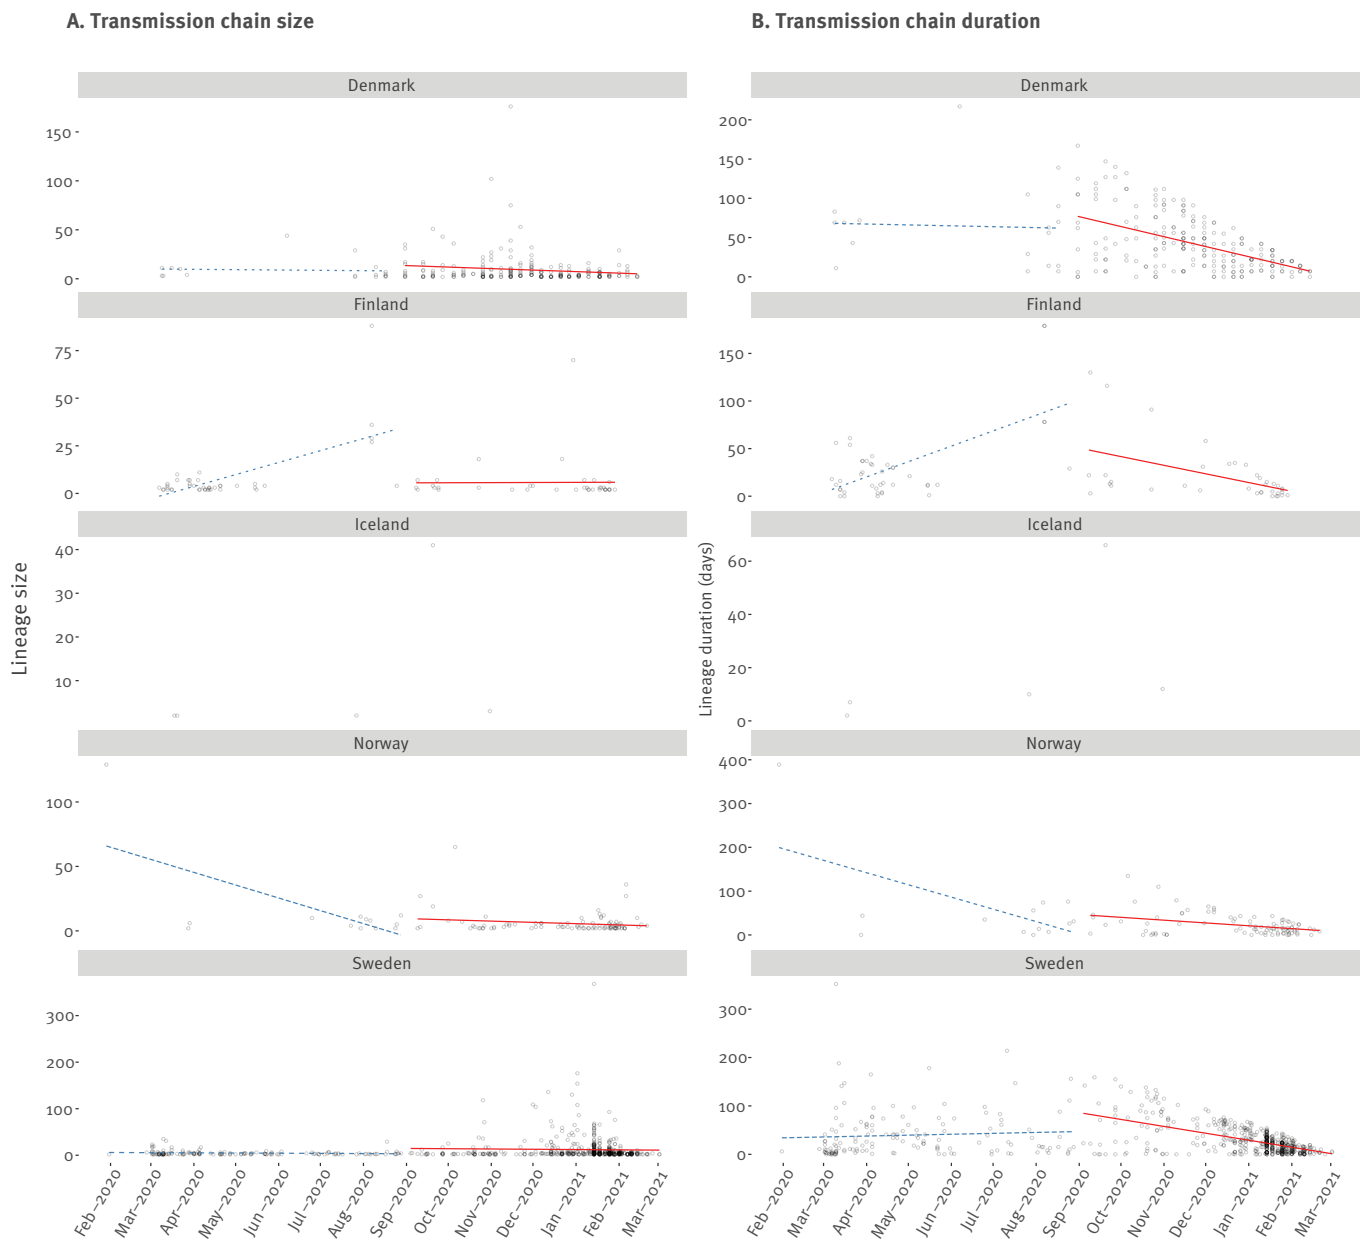 A. Transmission chain size
B. Transmission chain duration
Lineage size
Denmark
150
100
50
0
Finland
75
50
25
0
Iceland
40
30
20
10
Norway
100
50
0
Sweden
300
200
100
0
Feb–2020
Mar–2020
Apr–2020
May–2020
Jun–2020
Jul–2020
Aug–2020
Sep–2020
Oct–2020
Nov–2020
Dec–2020
Jan–2021
Feb–2021
Mar–2021
Lineage duration (days)
Denmark
200
150
100
50
0
Finland
150
100
50
0
Iceland
60
40
20
0
Norway
400
300
200
100
0
Sweden
300
200
100
0
Feb–2020
Mar–2020
Apr–2020
May–2020
Jun–2020
Jul–2020
Aug–2020
Sep–2020
Oct–2020
Nov–2020
Dec–2020
Jan–2021
Feb–2021
Mar–2021